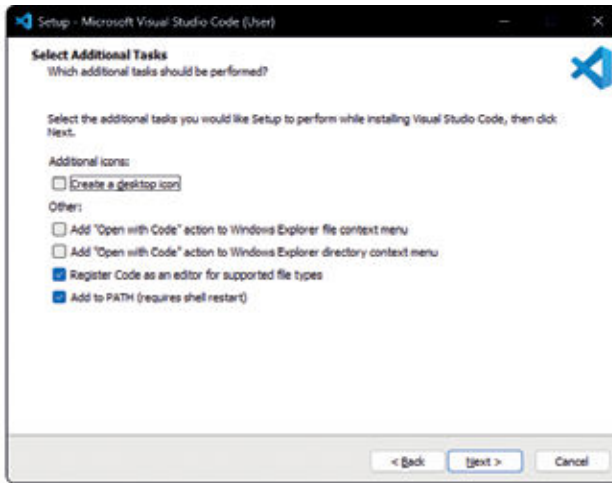 Setup - Microsoft Visual Studio Code (User)
Select Additional Tasks
Which additional tasks should be performed?
Select the additional tasks you would like Setup to perform while installing Visual Studio Code, then click
Next.
Additional icons:
Create a desktop icon
Other:
Add "Open with Code" action to Windows Explorer file context menu
Add "Open with Code" action to Windows Explorer directory context menu
Register Code as an editor for supported file types
Add to PATH (requires shell restart)
< Back Next > Cancel